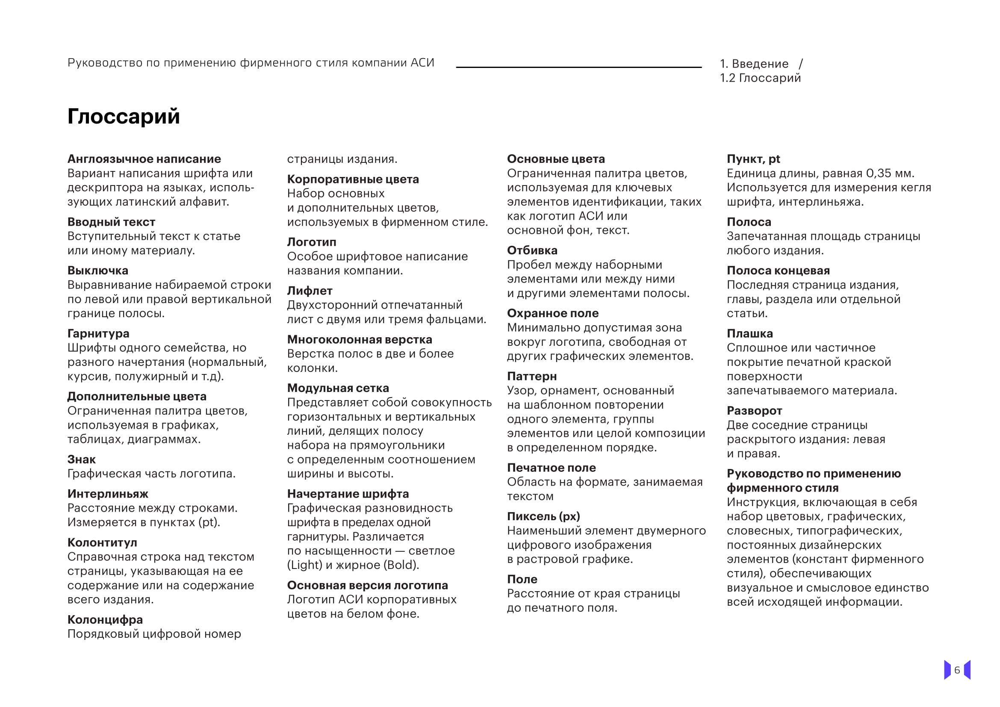 Руководство по применению фирменного стиля компании АСИ
1. Введение /
1.2 Глоссарий
Глоссарий
Англоязычное написание
Вариант написания шрифта или
дескриптора на языках, исполь-
зующих латинский алфавит.
Вводный текст
Вступительный текст к статье
или иному материалу.
Выключка
Выравнивание набираемой строки
по левой или правой вертикальной
границе полосы.
Гарнитура
Шрифты одного семейства, но
разного начертания (нормальный,
курсив, полужирный и т.д).
Дополнительные цвета
Ограниченная палитра цветов,
используемая в графиках,
таблицах, диаграммах.
Знак
Графическая часть логотипа.
Интерлиньяж
Расстояние между строками.
Измеряется в пунктах (pt).
Колонтитул
Справочная строка над текстом
страницы, указывающая на ее
содержание или на содержание
всего издания.
Колонцифра
Порядковый цифровой номер
страницы издания.
Корпоративные цвета
Набор основных
и дополнительных цветов,
используемых в фирменном стиле.
Логотип
Особое шрифтовое написание
названия компании.
Лифлет
Двухсторонний отпечатанный
лист с двумя или тремя фальцами.
Многоколонная верстка
Верстка полос в две и более
колонки.
Модульная сетка
Представляет собой совокупность
горизонтальных и вертикальных
линий, делящих полосу
набора на прямоугольники
с определенным соотношением
ширины и высоты.
Начертание шрифта
Графическая разновидность
шрифта в пределах одной
гарнитуры. Различается
по насыщенности — светлое
(Light) и жирное (Bold).
Основная версия логотипа
Логотип АСИ корпоративных
цветов на белом фоне.
Основные цвета
Ограниченная палитра цветов,
используемая для ключевых
элементов идентификации, таких
как логотип АСИ или
основной фон, текст.
Отбивка
Пробел между наборными
элементами или между ними
и другими элементами полосы.
Охранное поле
Минимально допустимая зона
вокруг логотипа, свободная от
других графических элементов.
Паттерн
Узор, орнамент, основанный
на шаблонном повторении
одного элемента, группы
элементов или целой композиции
в определенном порядке.
Печатное поле
Область на формате, занимаемая
текстом
Пиксель (px)
Наименьший элемент двумерного
цифрового изображения
в растровой графике.
Поле
Расстояние от края страницы
до печатного поля.
Пункт, pt
Единица длины, равная 0,35 мм.
Используется для измерения кегля
шрифта, интерлиньяжа.
Полоса
Запечатанная площадь страницы
любого издания.
Полоса концевая
Последняя страница издания,
главы, раздела или отдельной
статьи.
Плашка
Сплошное или частичное
покрытие печатной краской
поверхности
запечатываемого материала.
Разворот
Две соседние страницы
раскрытого издания: левая
и правая.
Руководство по применению
фирменного стиля
Инструкция, включающая в себя
набор цветовых, графических,
словесных, типографических,
постоянных дизайнерских
элементов (констант фирменного
стиля), обеспечивающих
визуальное и смысловое единство
всей исходящей информации.
6